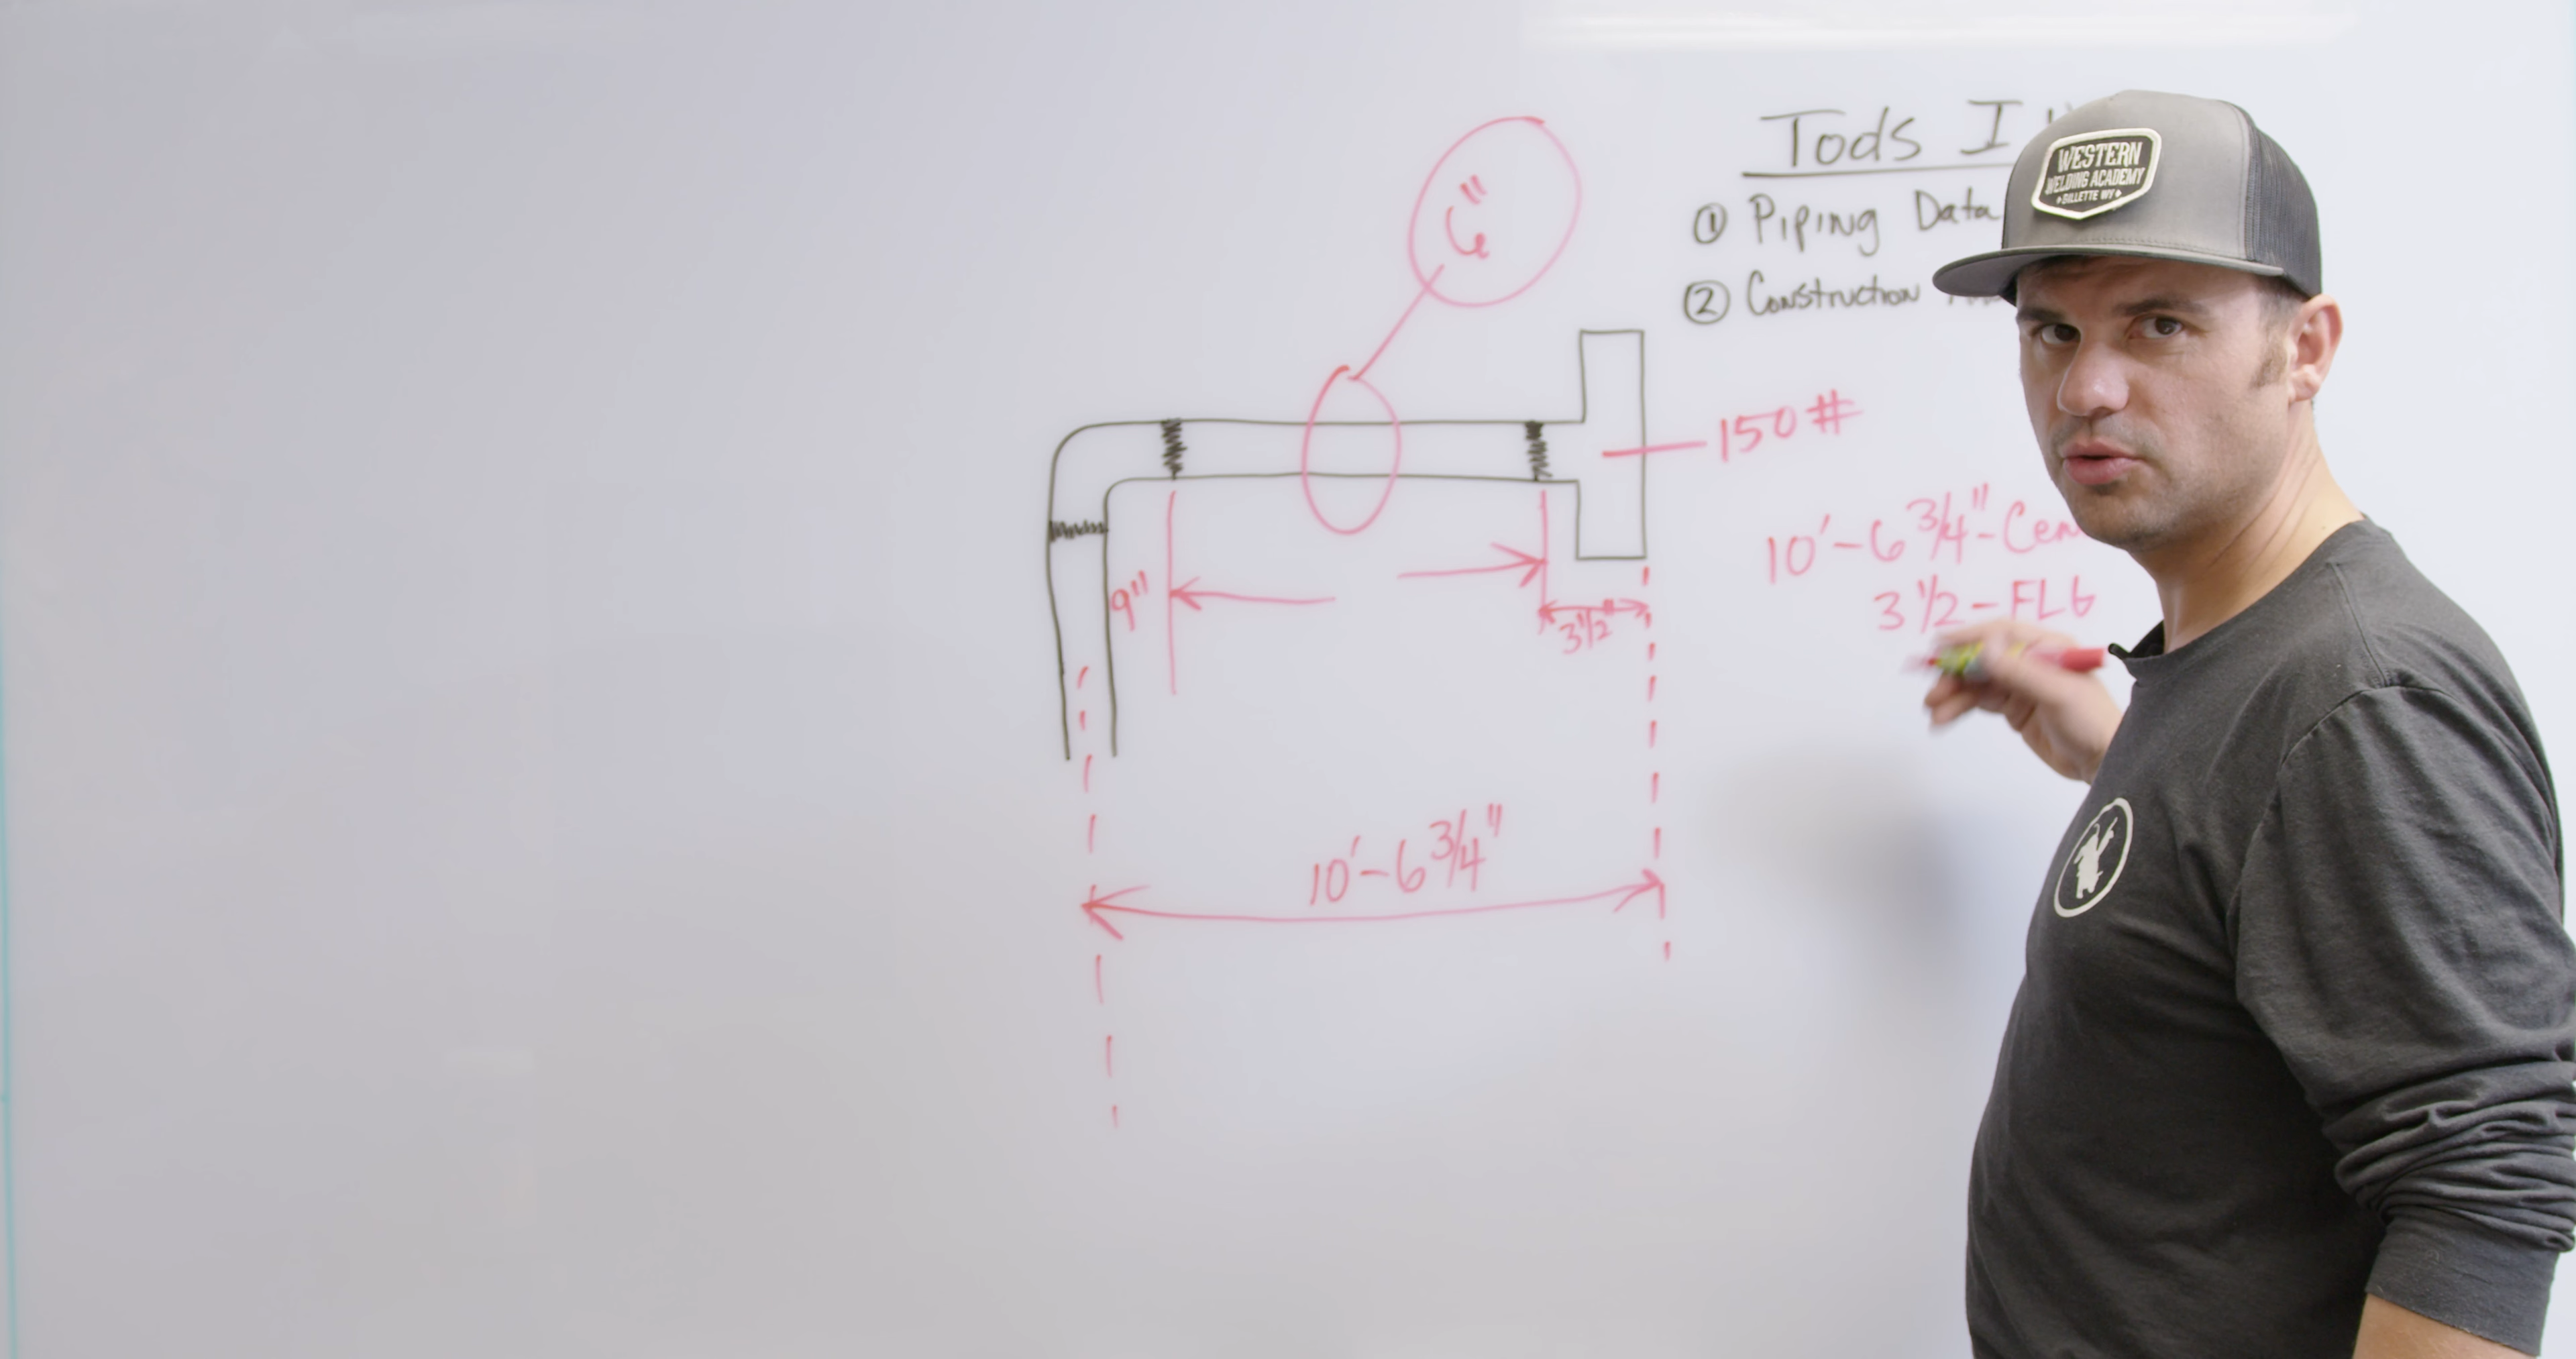 Tools I
① Piping Data
② Construction
WESTERN
WELDING ACADEMY
GILLETTE WY
6"
150#
10'-6 3/4"-Cen
3 1/2-FLG
9"
3 1/2"
10'-6 3/4"